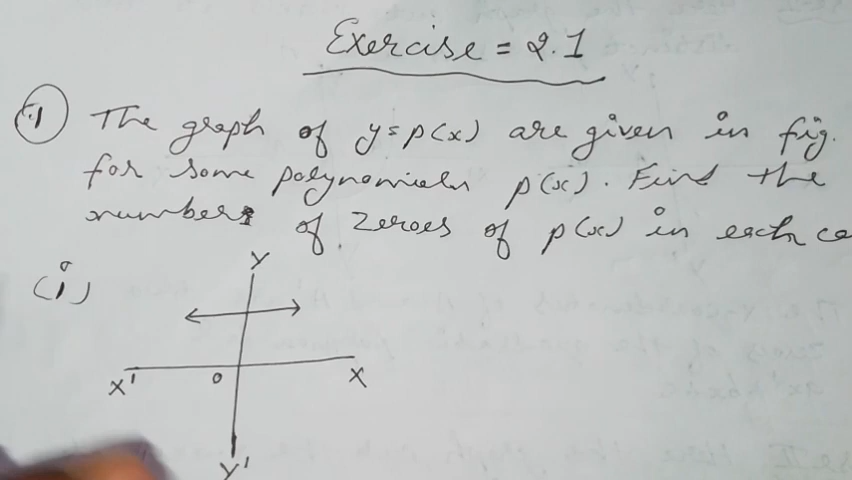 Exercise = 2.1
1 The graph of y=p(x) are given in fig.
for some polynomials p(x). Find the
numbers of zeroes of p(x) in each
(i)
Y
X' O X
Y'